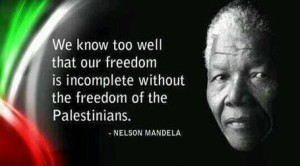 We know too well
that our freedom
is incomplete without
the freedom of the
Palestinians.
- NELSON MANDELA